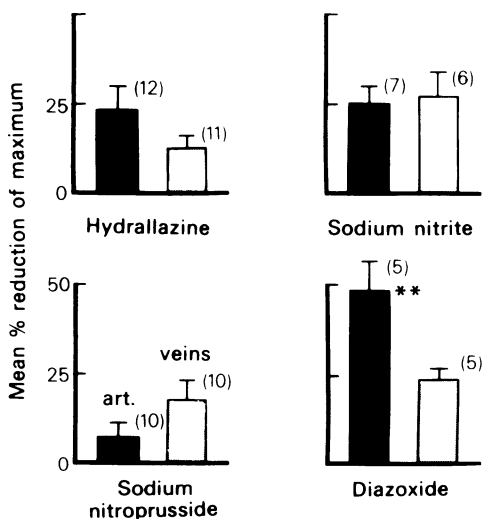 Mean % reduction of maximum
25
0
(12)
(11)
Hydrallazine
(7)
(6)
Sodium nitrite
50
25
0
art.
(10)
veins
(10)
Sodium
nitroprusside
(5)
**
(5)
Diazoxide